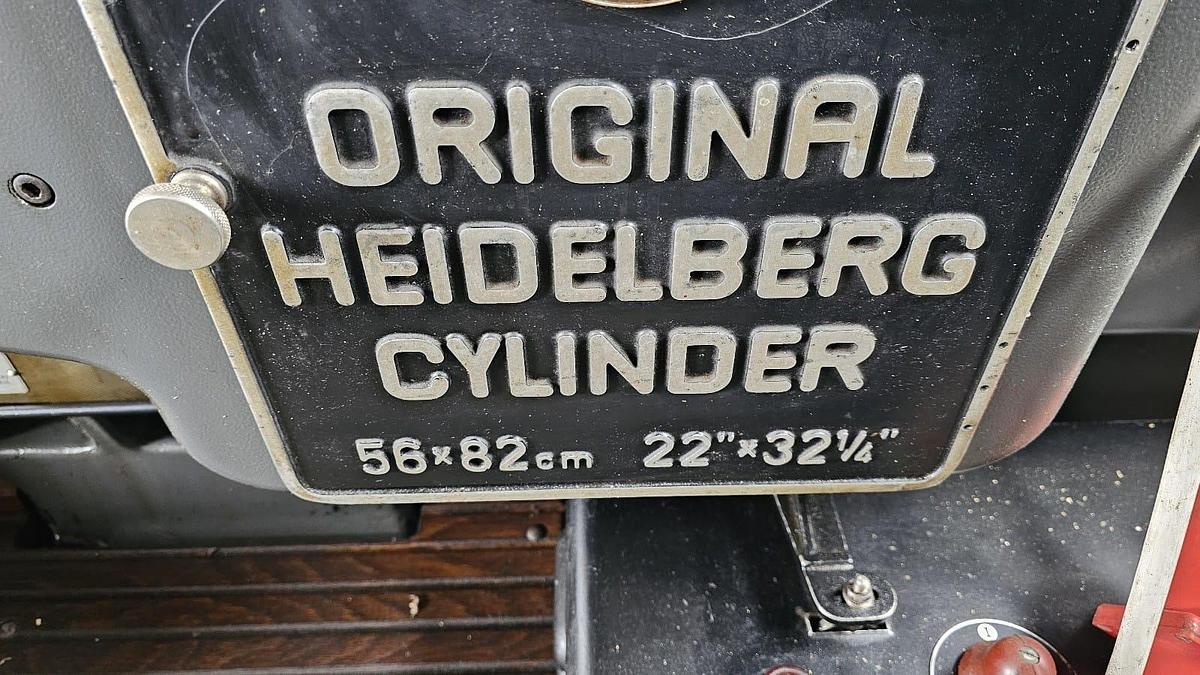 ORIGINAL
HEIDELBERG
CYLINDER
56×82cm 22"×32¼"
I